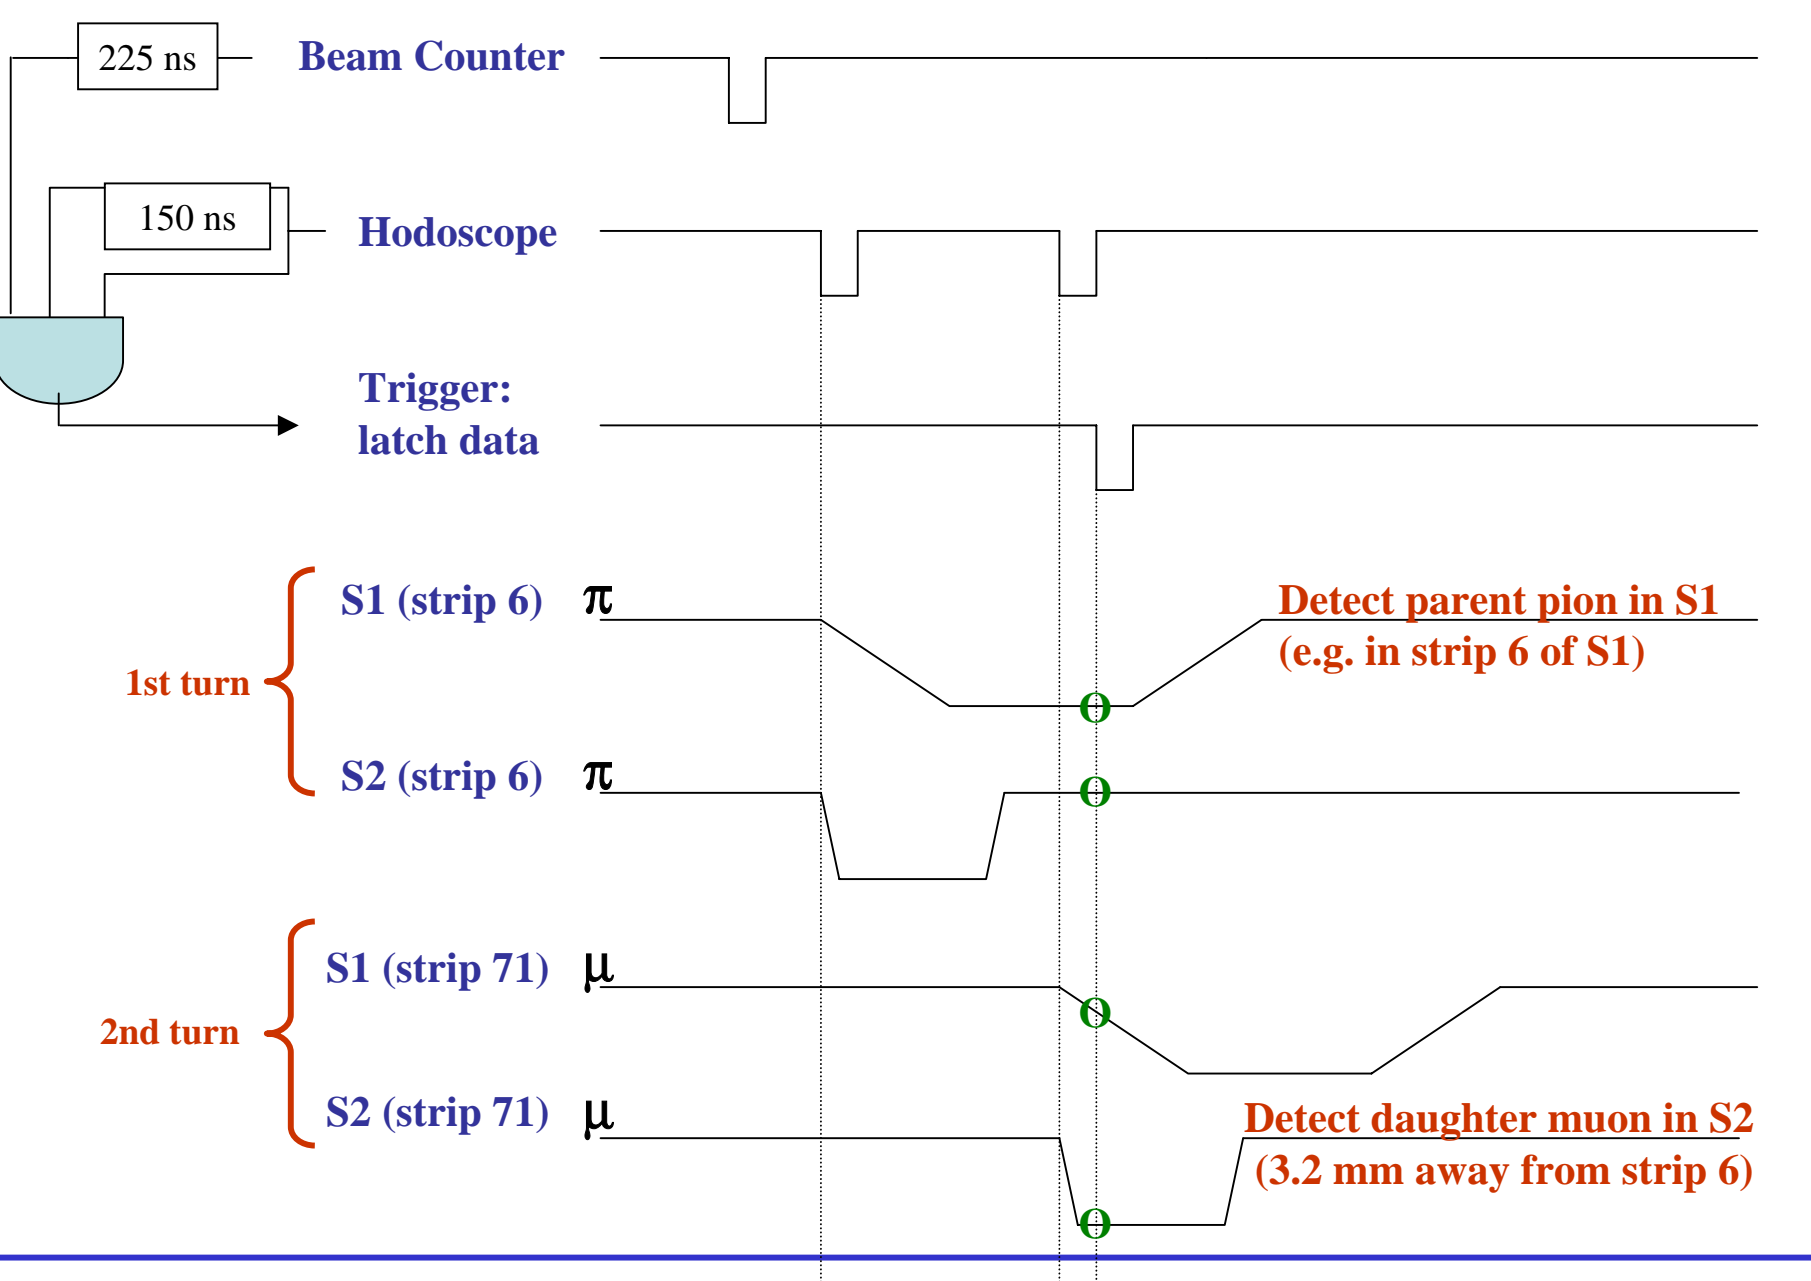 225 ns
Beam Counter
150 ns
Hodoscope
Trigger:
latch data
S1 (strip 6) π
Detect parent pion in S1
(e.g. in strip 6 of S1)
1st turn
O
S2 (strip 6) π
O
S1 (strip 71) μ
O
2nd turn
S2 (strip 71) μ
Detect daughter muon in S2
(3.2 mm away from strip 6)
O